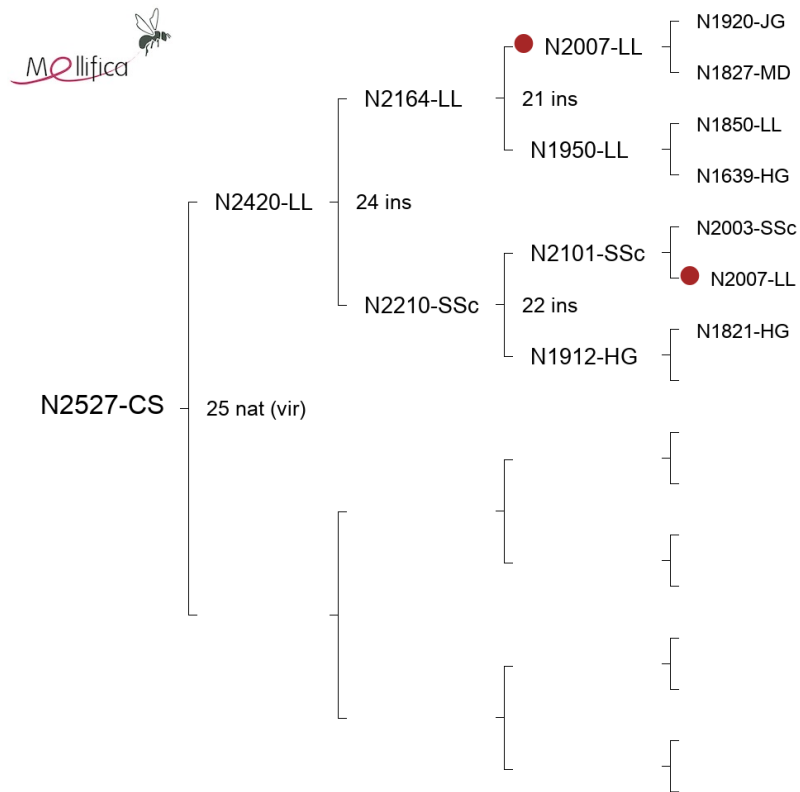 Mellifica
N1920-JG
N2007-LL
N1827-MD
N2164-LL
21 ins
N1850-LL
N1950-LL
N1639-HG
N2420-LL
24 ins
N2003-SSc
N2101-SSc
N2007-LL
N2210-SSc
22 ins
N1821-HG
N1912-HG
N2527-CS
25 nat (vir)